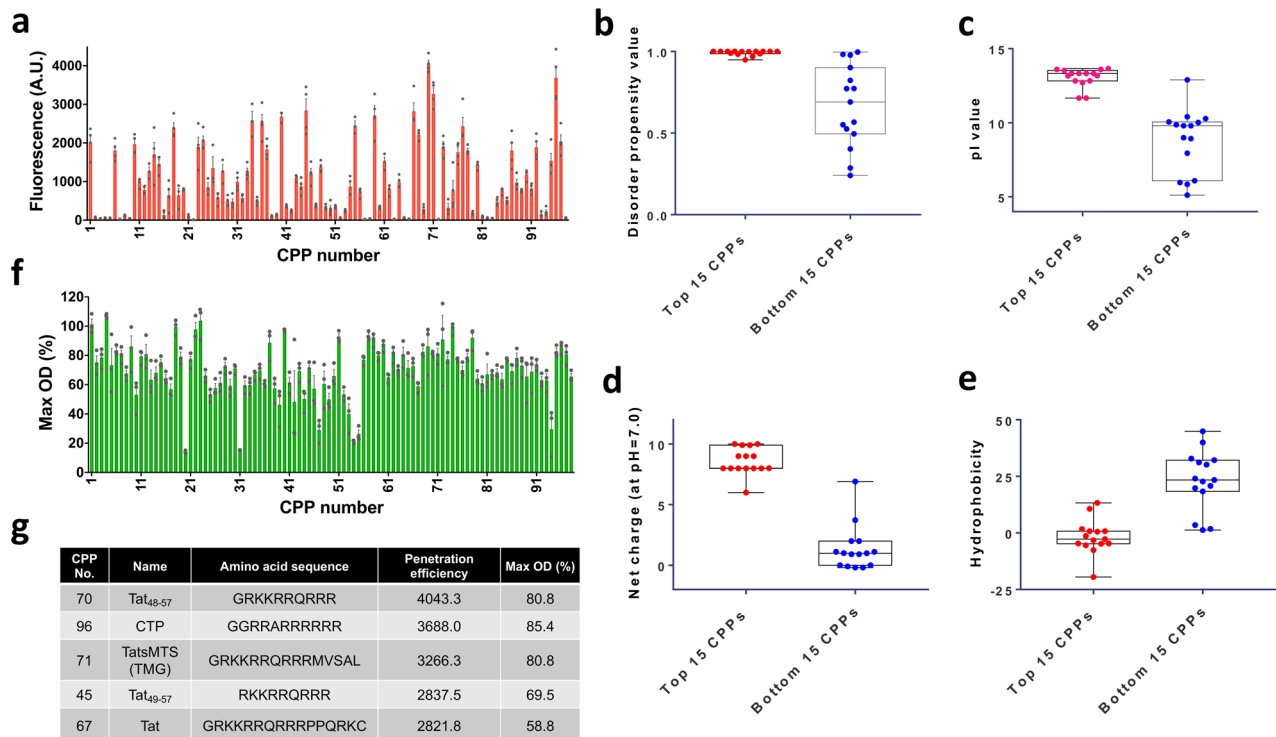 a
Fluorescence (A.U.)
4000
3000
2000
1000
0
1
11
21
31
41
51
61
71
81
91
CPP number
b
Disorder propensity value
1.0
0.5
0.0
Top 15 CPPs
Bottom 15 CPPs
c
pI value
15
10
5
Top 15 CPPs
Bottom 15 CPPs
f
Max OD (%)
120
100
80
60
40
20
0
1
11
21
31
41
51
61
71
81
91
CPP number
d
Net charge (at pH=7.0)
10
5
0
Top 15 CPPs
Bottom 15 CPPs
e
Hydrophobicity
50
25
0
-25
Top 15 CPPs
Bottom 15 CPPs
g
CPP No. Name Amino acid sequence Penetration efficiency Max OD (%)
70 Tat48-57 GRKKRRQRRR 4043.3 80.8
96 CTP GGRRARRRRRR 3688.0 85.4
71 TatsMTS (TMG) GRKKRRQRRRMVSAL 3266.3 80.8
45 Tat49-57 RKKRRQRRR 2837.5 69.5
67 Tat GRKKRRQRRRPPQRKC 2821.8 58.8